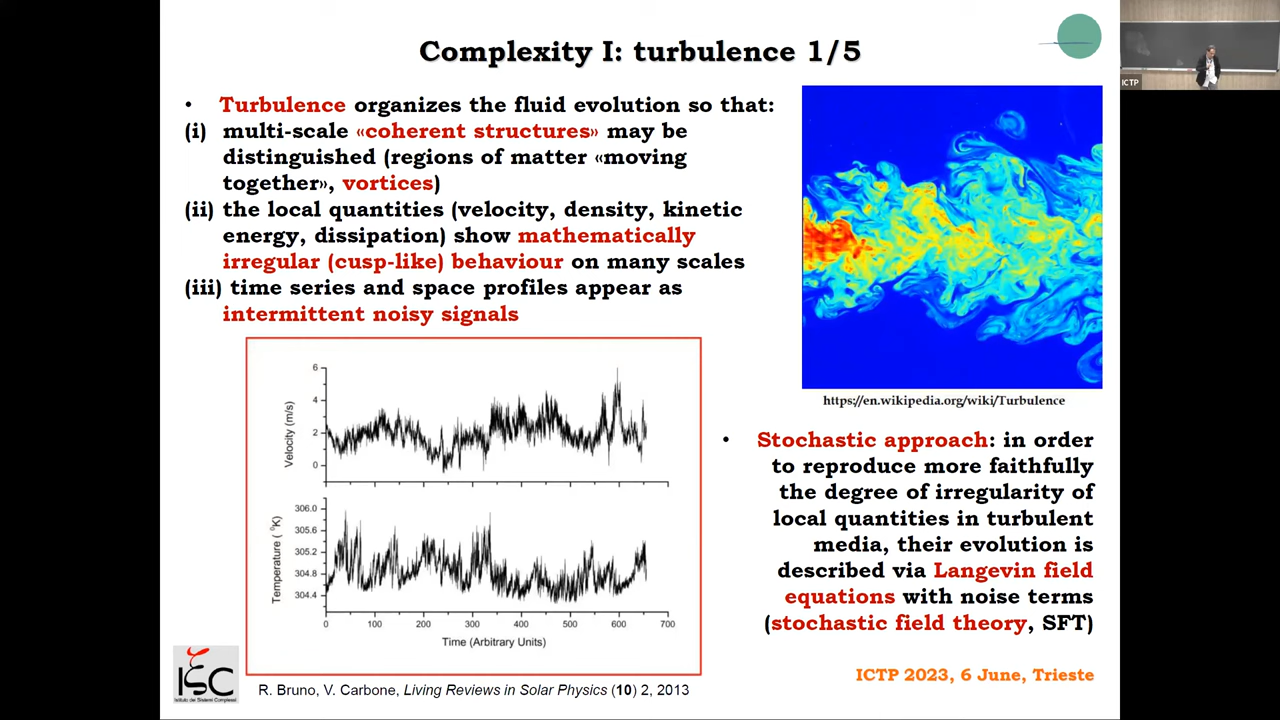 Complexity I: turbulence 1/5
• Turbulence organizes the fluid evolution so that:
(i) multi-scale «coherent structures» may be
distinguished (regions of matter «moving
together», vortices)
(ii) the local quantities (velocity, density, kinetic
energy, dissipation) show mathematically
irregular (cusp-like) behaviour on many scales
(iii) time series and space profiles appear as
intermittent noisy signals
6
4
2
0
Velocity (m/s)
306.0
305.6
305.2
304.8
304.4
Temperature ( ⁰K)
0 100 200 300 400 500 600 700
Time (Arbitrary Units)
ISC
Istituto dei Sistemi Complessi
R. Bruno, V. Carbone, Living Reviews in Solar Physics (10) 2, 2013
https://en.wikipedia.org/wiki/Turbulence
• Stochastic approach: in order
to reproduce more faithfully
the degree of irregularity of
local quantities in turbulent
media, their evolution is
described via Langevin field
equations with noise terms
(stochastic field theory, SFT)
ICTP 2023, 6 June, Trieste
ICTP